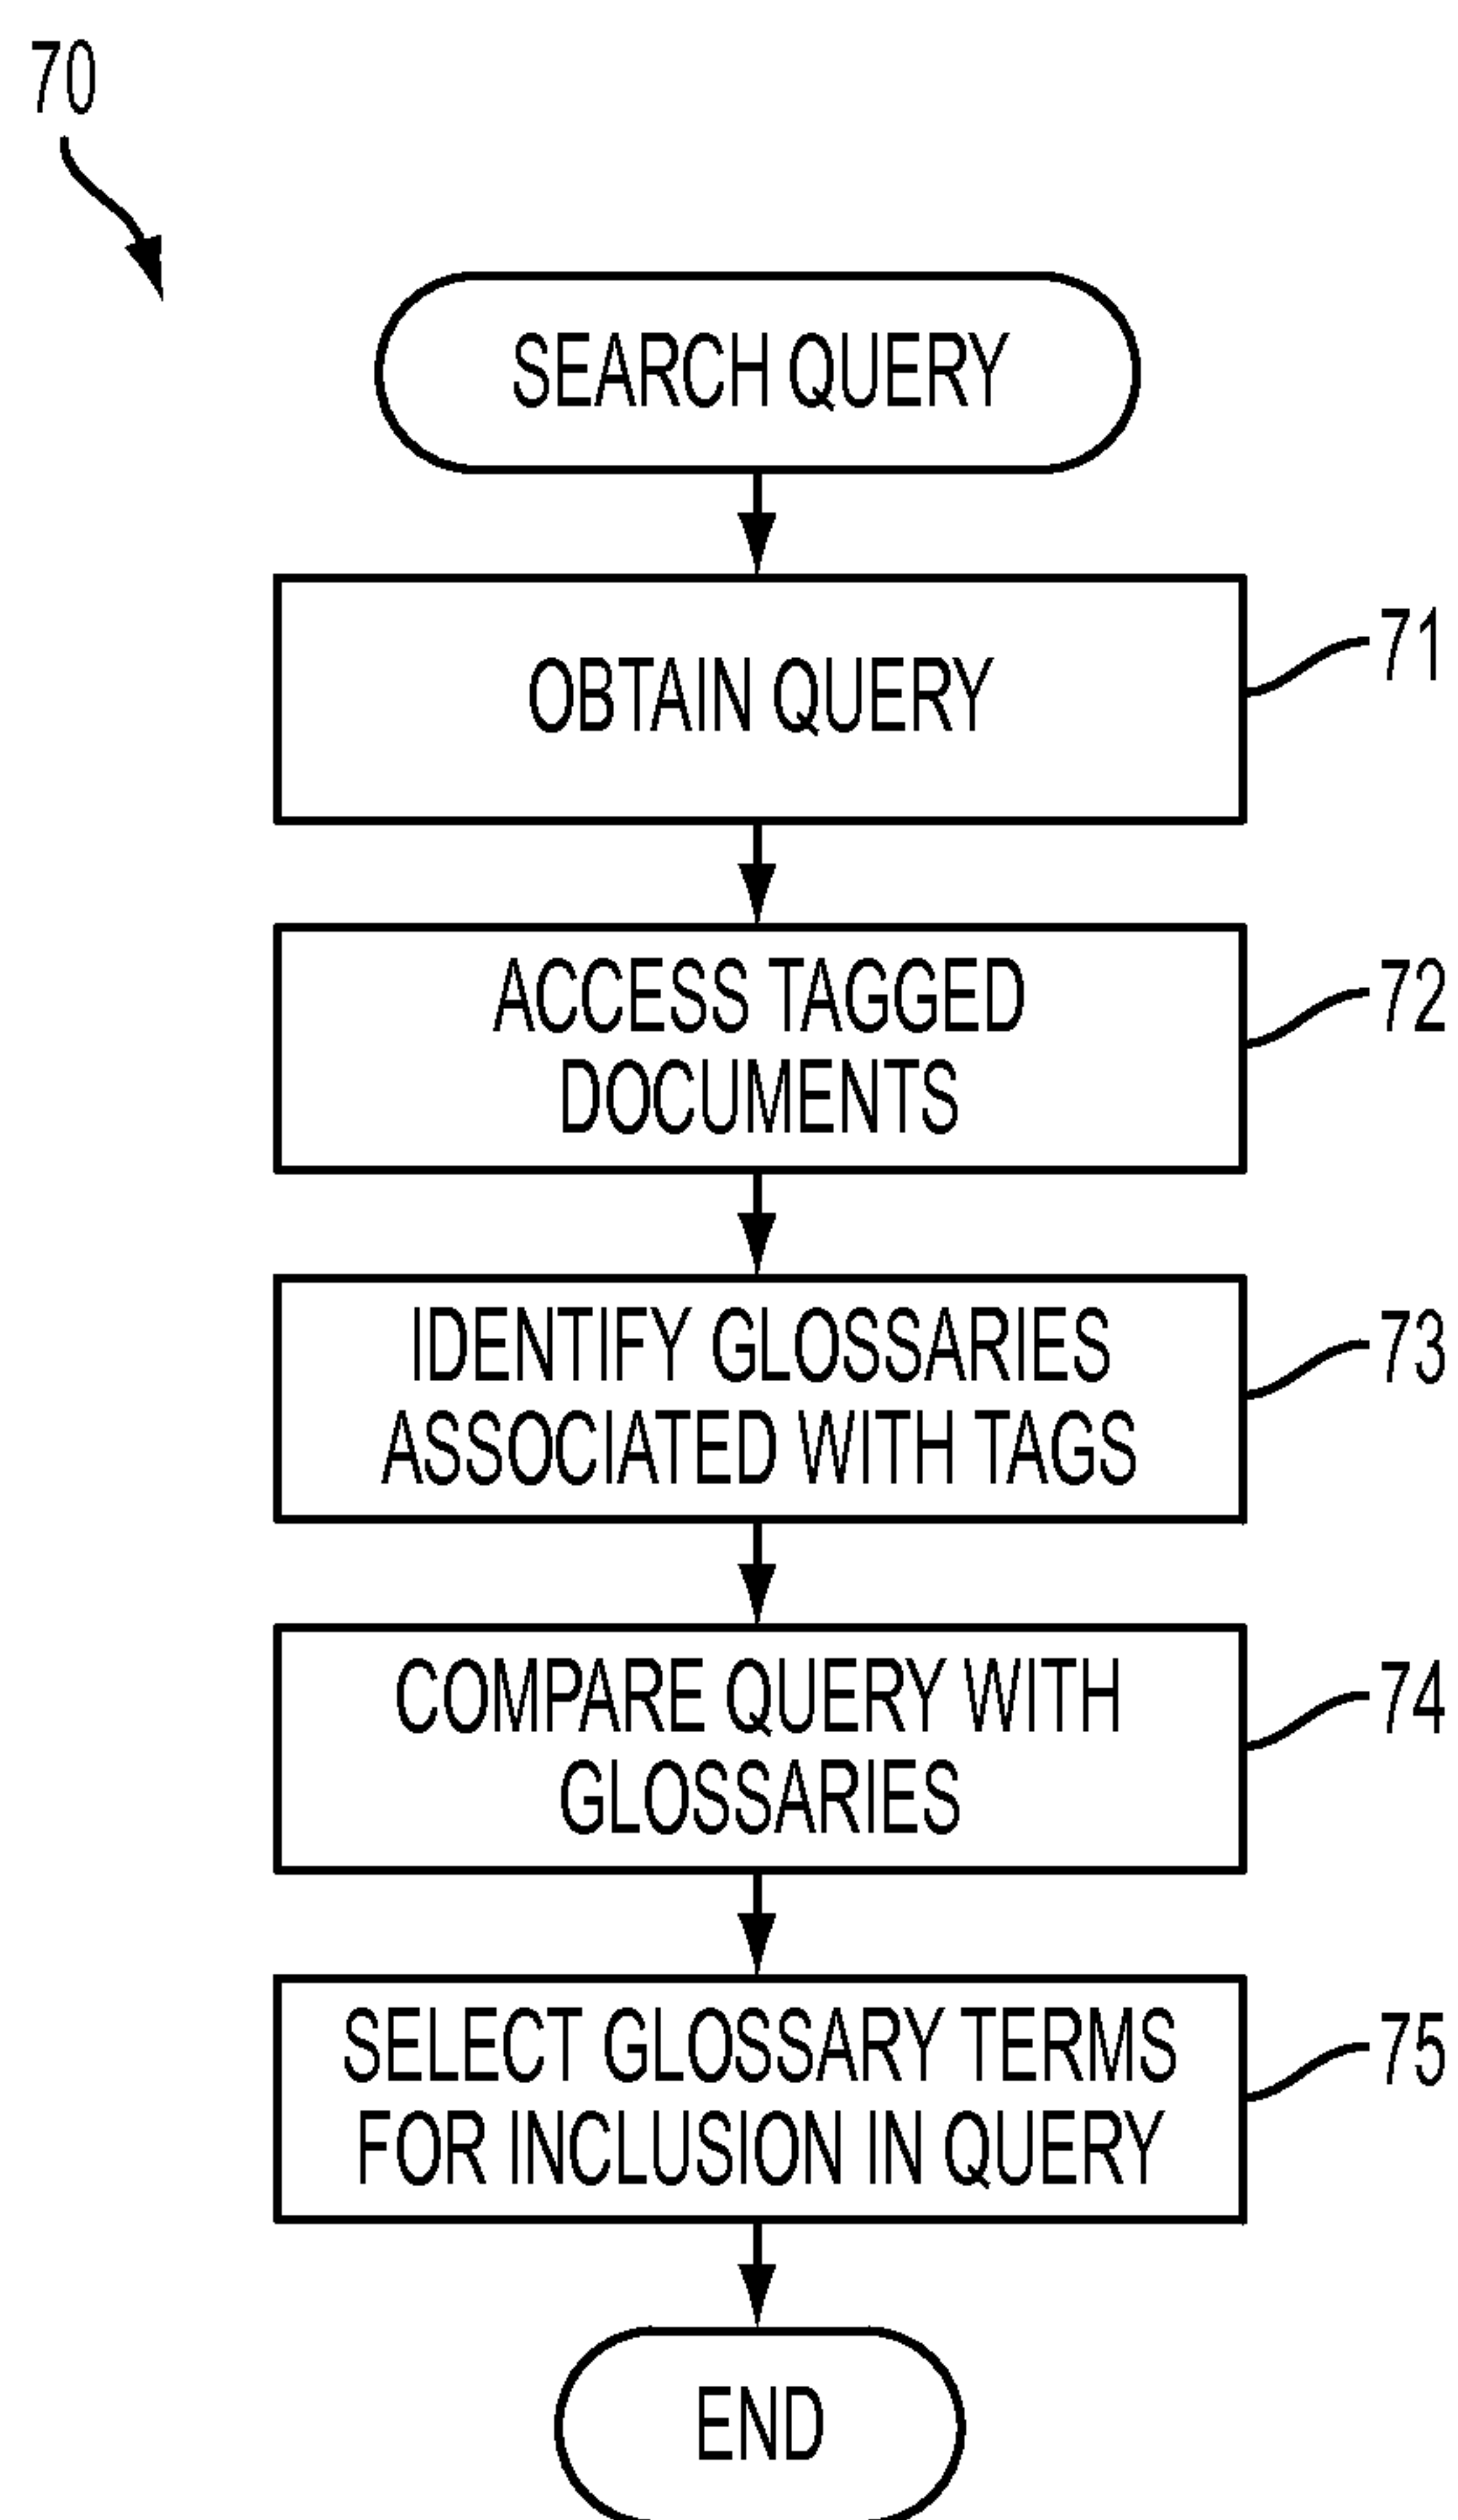 70
SEARCH QUERY
OBTAIN QUERY
71
ACCESS TAGGED
DOCUMENTS
72
IDENTIFY GLOSSARIES
ASSOCIATED WITH TAGS
73
COMPARE QUERY WITH
GLOSSARIES
74
SELECT GLOSSARY TERMS
FOR INCLUSION IN QUERY
75
END